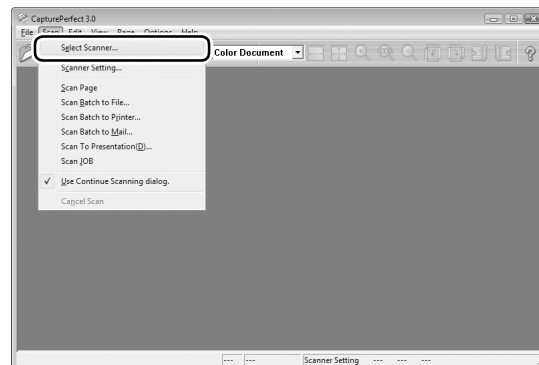 CapturePerfect 3.0
File Scan Edit View Page Options Help
Select Scanner...
Color Document
Scanner Setting...
Scan Page
Scan Batch to File...
Scan Batch to Printer...
Scan Batch to Mail...
Scan To Presentation(D)...
Scan JOB
✓ Use Continue Scanning dialog.
Cancel Scan
--- --- Scanner Setting --- --- ---